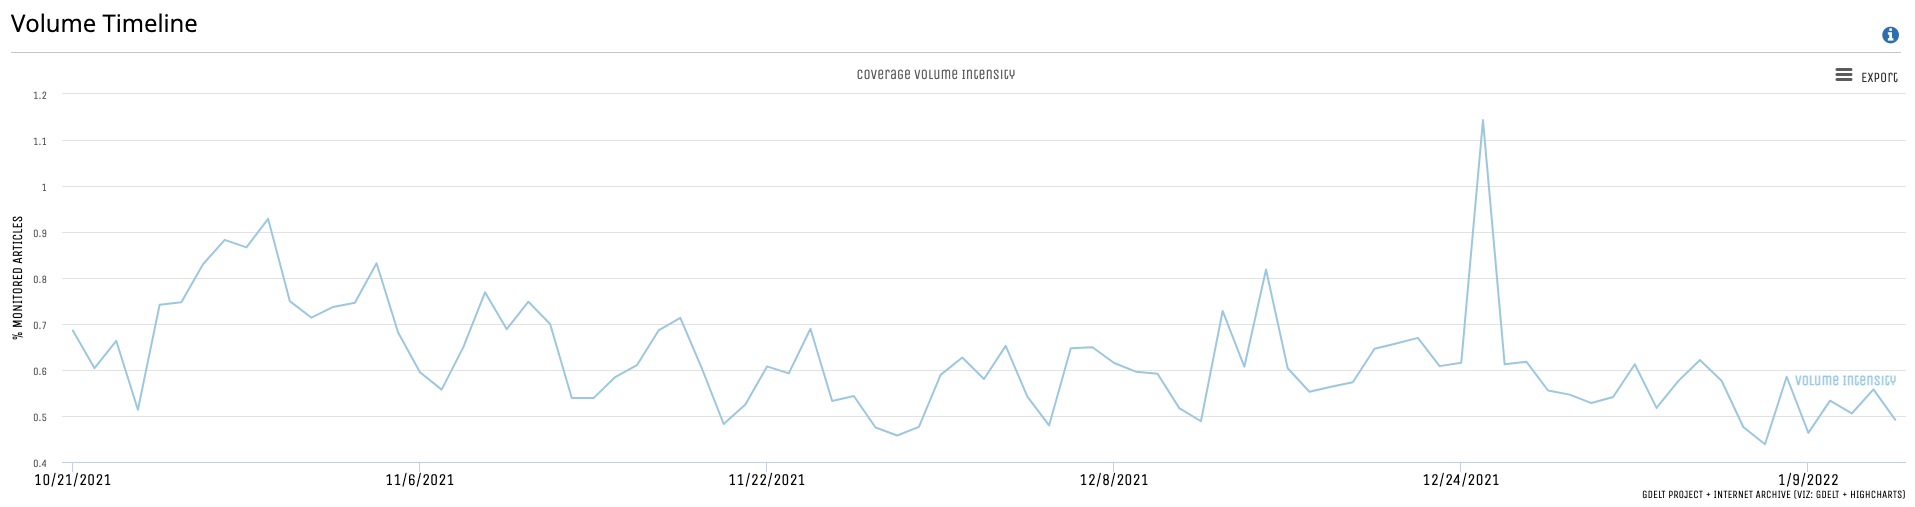 Volume Timeline
Coverage Volume Intensity
Export
% MONITORED ARTICLES
1.2
1.1
1
0.9
0.8
0.7
0.6
0.5
0.4
Volume Intensity
10/21/2021 11/6/2021 11/22/2021 12/8/2021 12/24/2021 1/9/2022
GDELT PROJECT + INTERNET ARCHIVE (VIZ: GDELT + HIGHCHARTS)